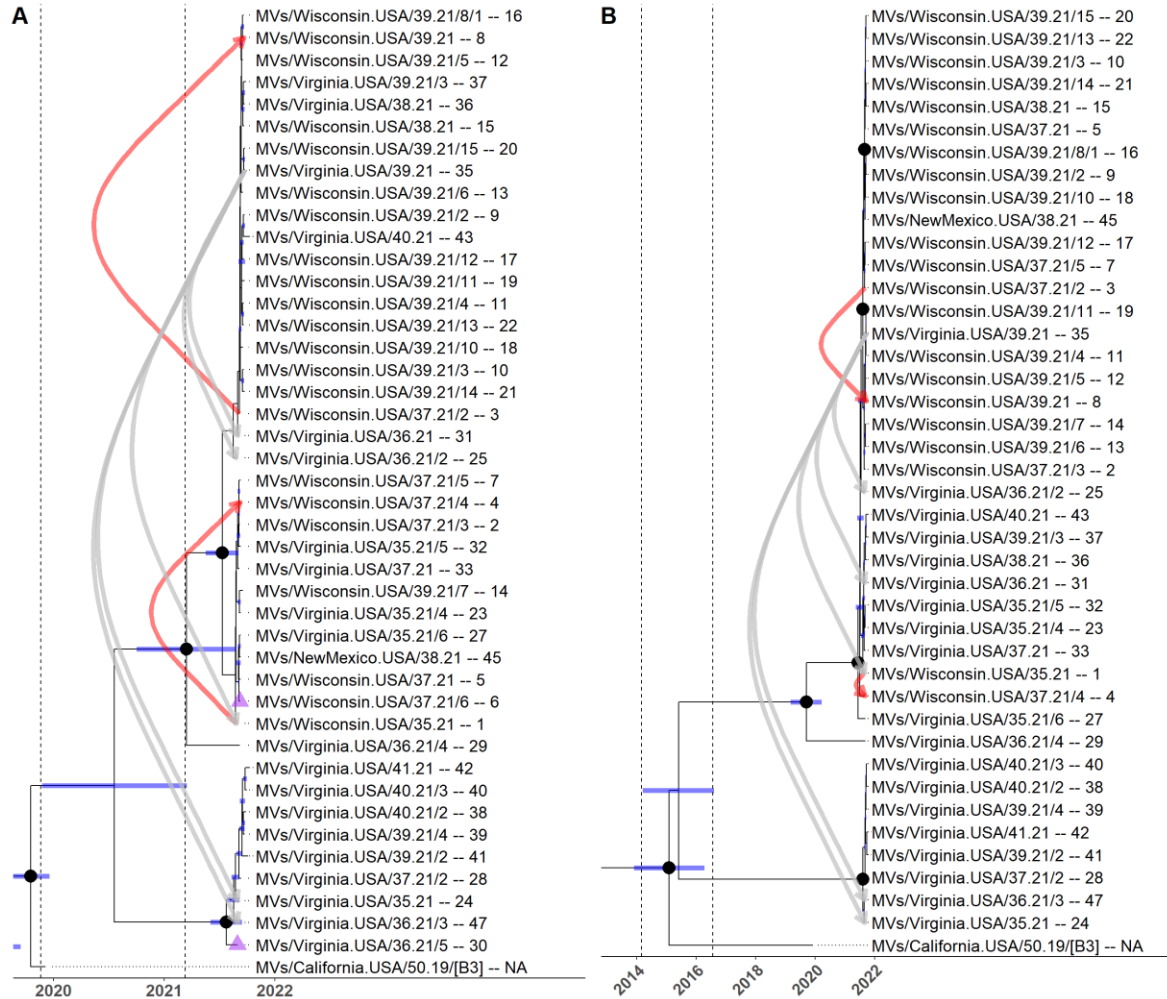 A
MVs/Wisconsin.USA/39.21/8/1 -- 16
MVs/Wisconsin.USA/39.21 -- 8
MVs/Wisconsin.USA/39.21/5 -- 12
MVs/Virginia.USA/39.21/3 -- 37
MVs/Virginia.USA/38.21 -- 36
MVs/Wisconsin.USA/38.21 -- 15
MVs/Wisconsin.USA/39.21/15 -- 20
MVs/Virginia.USA/39.21 -- 35
MVs/Wisconsin.USA/39.21/6 -- 13
MVs/Wisconsin.USA/39.21/2 -- 9
MVs/Virginia.USA/40.21 -- 43
MVs/Wisconsin.USA/39.21/12 -- 17
MVs/Wisconsin.USA/39.21/11 -- 19
MVs/Wisconsin.USA/39.21/4 -- 11
MVs/Wisconsin.USA/39.21/13 -- 22
MVs/Wisconsin.USA/39.21/10 -- 18
MVs/Wisconsin.USA/39.21/3 -- 10
MVs/Wisconsin.USA/39.21/14 -- 21
MVs/Wisconsin.USA/37.21/2 -- 3
MVs/Virginia.USA/36.21 -- 31
MVs/Virginia.USA/36.21/2 -- 25
MVs/Wisconsin.USA/37.21/5 -- 7
MVs/Wisconsin.USA/37.21/4 -- 4
MVs/Wisconsin.USA/37.21/3 -- 2
MVs/Virginia.USA/35.21/5 -- 32
MVs/Virginia.USA/37.21 -- 33
MVs/Wisconsin.USA/39.21/7 -- 14
MVs/Virginia.USA/35.21/4 -- 23
MVs/Virginia.USA/35.21/6 -- 27
MVs/NewMexico.USA/38.21 -- 45
MVs/Wisconsin.USA/37.21 -- 5
MVs/Wisconsin.USA/37.21/6 -- 6
MVs/Wisconsin.USA/35.21 -- 1
MVs/Virginia.USA/36.21/4 -- 29
MVs/Virginia.USA/41.21 -- 42
MVs/Virginia.USA/40.21/3 -- 40
MVs/Virginia.USA/40.21/2 -- 38
MVs/Virginia.USA/39.21/4 -- 39
MVs/Virginia.USA/39.21/2 -- 41
MVs/Virginia.USA/37.21/2 -- 28
MVs/Virginia.USA/35.21 -- 24
MVs/Virginia.USA/36.21/3 -- 47
MVs/Virginia.USA/36.21/5 -- 30
MVs/California.USA/50.19/[B3] -- NA
2020 2021 2022
B
MVs/Wisconsin.USA/39.21/15 -- 20
MVs/Wisconsin.USA/39.21/13 -- 22
MVs/Wisconsin.USA/39.21/3 -- 10
MVs/Wisconsin.USA/39.21/14 -- 21
MVs/Wisconsin.USA/38.21 -- 15
MVs/Wisconsin.USA/37.21 -- 5
MVs/Wisconsin.USA/39.21/8/1 -- 16
MVs/Wisconsin.USA/39.21/2 -- 9
MVs/Wisconsin.USA/39.21/10 -- 18
MVs/NewMexico.USA/38.21 -- 45
MVs/Wisconsin.USA/39.21/12 -- 17
MVs/Wisconsin.USA/37.21/5 -- 7
MVs/Wisconsin.USA/37.21/2 -- 3
MVs/Wisconsin.USA/39.21/11 -- 19
MVs/Virginia.USA/39.21 -- 35
MVs/Wisconsin.USA/39.21/4 -- 11
MVs/Wisconsin.USA/39.21/5 -- 12
MVs/Wisconsin.USA/39.21 -- 8
MVs/Wisconsin.USA/39.21/7 -- 14
MVs/Wisconsin.USA/39.21/6 -- 13
MVs/Wisconsin.USA/37.21/3 -- 2
MVs/Virginia.USA/36.21/2 -- 25
MVs/Virginia.USA/40.21 -- 43
MVs/Virginia.USA/39.21/3 -- 37
MVs/Virginia.USA/38.21 -- 36
MVs/Virginia.USA/36.21 -- 31
MVs/Virginia.USA/35.21/5 -- 32
MVs/Virginia.USA/35.21/4 -- 23
MVs/Virginia.USA/37.21 -- 33
MVs/Wisconsin.USA/35.21 -- 1
MVs/Wisconsin.USA/37.21/4 -- 4
MVs/Virginia.USA/35.21/6 -- 27
MVs/Virginia.USA/36.21/4 -- 29
MVs/Virginia.USA/40.21/3 -- 40
MVs/Virginia.USA/40.21/2 -- 38
MVs/Virginia.USA/39.21/4 -- 39
MVs/Virginia.USA/41.21 -- 42
MVs/Virginia.USA/39.21/2 -- 41
MVs/Virginia.USA/37.21/2 -- 28
MVs/Virginia.USA/36.21/3 -- 47
MVs/Virginia.USA/35.21 -- 24
MVs/California.USA/50.19/[B3] -- NA
2014 2016 2018 2020 2022